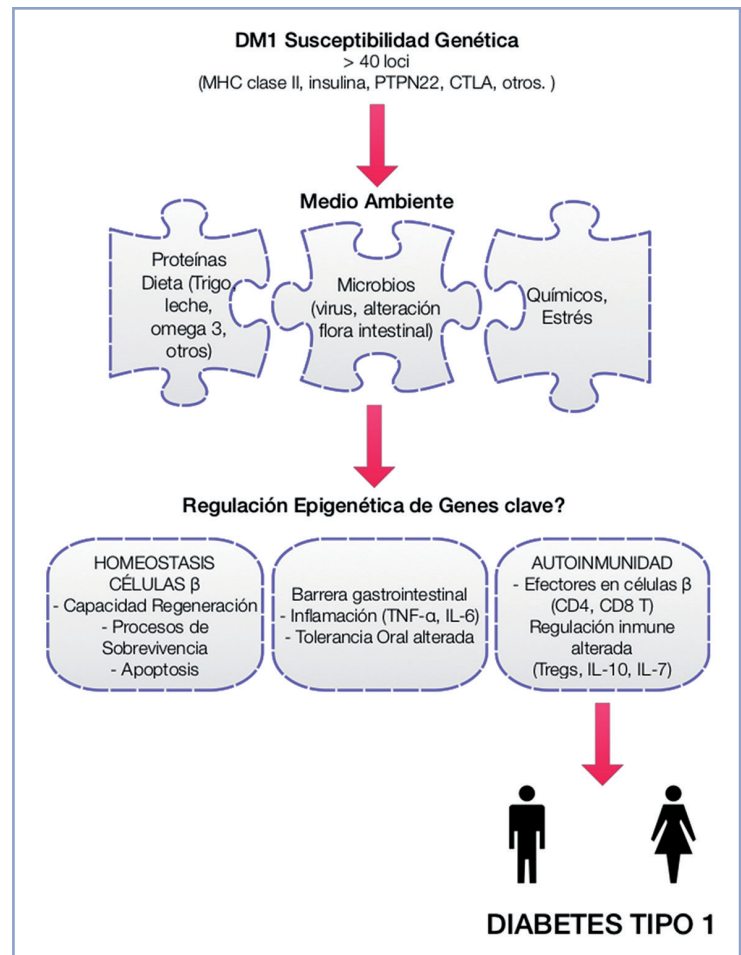 DM1 Susceptibilidad Genética
> 40 loci
(MHC clase II, insulina, PTPN22, CTLA, otros. )
Medio Ambiente
Proteínas
Dieta (Trigo,
leche,
omega 3,
otros)
Microbios
(virus, alteración
flora intestinal)
Químicos,
Estrés
Regulación Epigenética de Genes clave?
HOMEOSTASIS
CÉLULAS β
- Capacidad Regeneración
- Procesos de
Sobrevivencia
- Apoptosis
Barrera gastrointestinal
- Inflamación (TNF-α, IL-6)
- Tolerancia Oral alterada
AUTOINMUNIDAD
- Efectores en células β
(CD4, CD8 T)
Regulación inmune
alterada
(Tregs, IL-10, IL-7)
DIABETES TIPO 1